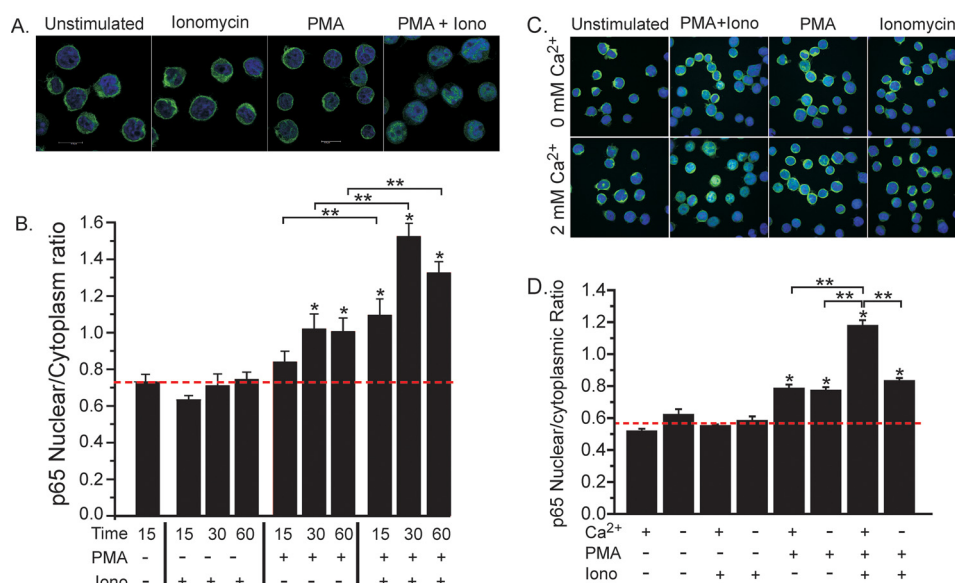 A.
Unstimulated Ionomycin PMA PMA + Iono
B.
p65 Nuclear/Cytoplasm ratio
1.6
1.4
1.2
1.0
0.8
0.6
0.4
0.2
0.0
** ** **
* * * * *
Time 15 15 30 60 15 30 60 15 30 60
PMA - - - - + + + + + +
Iono - + + + - - - + + +
C.
Unstimulated PMA+Iono PMA Ionomycin
0 mM Ca2+
2 mM Ca2+
D.
p65 Nuclear/cytoplasmic Ratio
1.4
1.2
1.0
0.8
0.6
0.4
0.2
0.0
**
** **
* * * *
Ca2+ + - + - + - + -
PMA - - - - + + + +
Iono - - + + - - + +